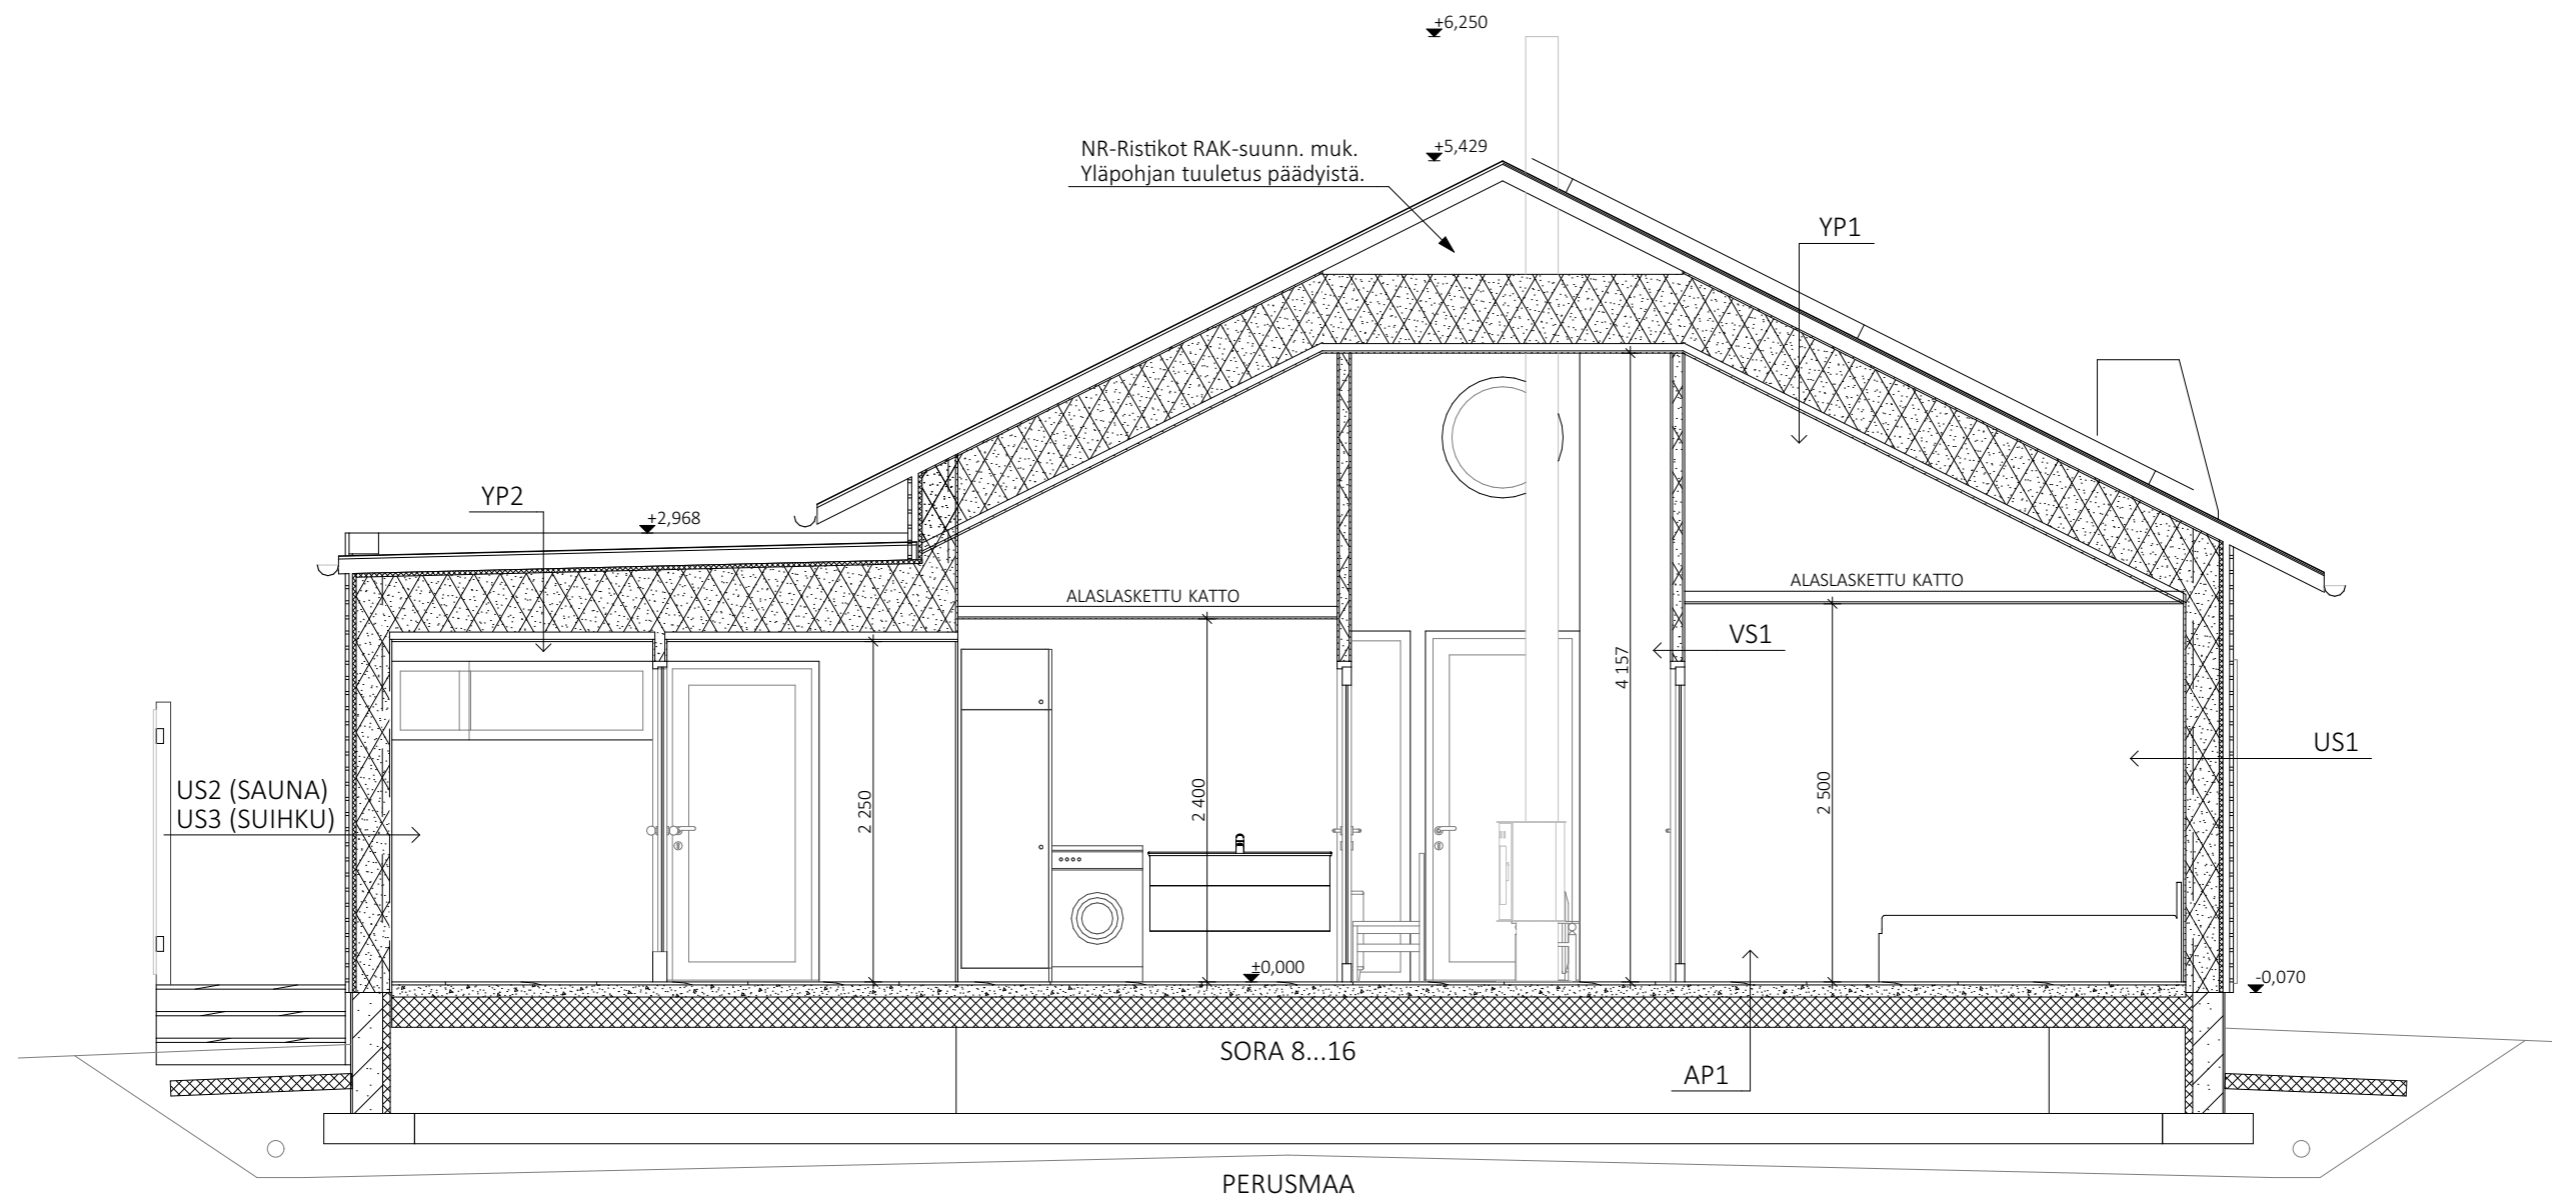 +6,250
NR-Ristikot RAK-suunn. muk.
Yläpohjan tuuletus päädyistä.
+5,429
YP1
YP2
+2,968
ALASLASKETTU KATTO
ALASLASKETTU KATTO
VS1
4 157
US1
US2 (SAUNA)
US3 (SUIHKU)
2 250
2 400
2 500
±0,000
-0,070
SORA 8...16
AP1
PERUSMAA